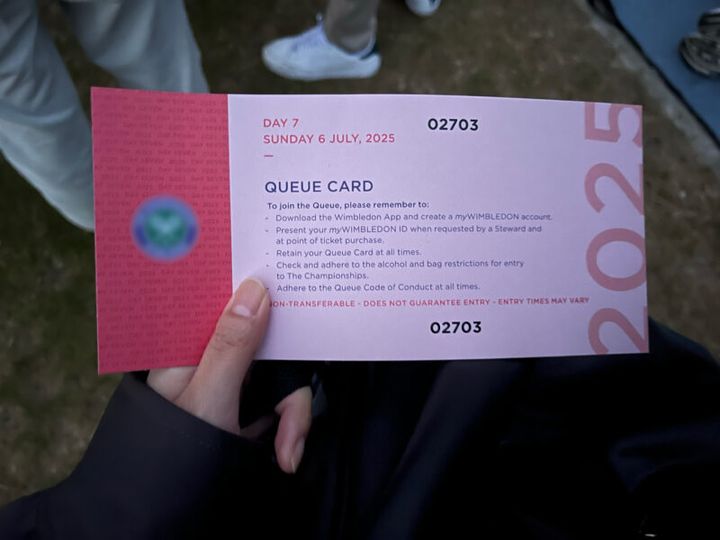 DAY 7
02703
SUNDAY 6 JULY, 2025
—
QUEUE CARD
To join the Queue, please remember to:
- Download the Wimbledon App and create a myWIMBLEDON account.
- Present your myWIMBLEDON ID when requested by a Steward and
at point of ticket purchase.
- Retain your Queue Card at all times.
- Check and adhere to the alcohol and bag restrictions for entry
to The Championships.
- Adhere to the Queue Code of Conduct at all times.
NON-TRANSFERABLE - DOES NOT GUARANTEE ENTRY - ENTRY TIMES MAY VARY
02703
2025